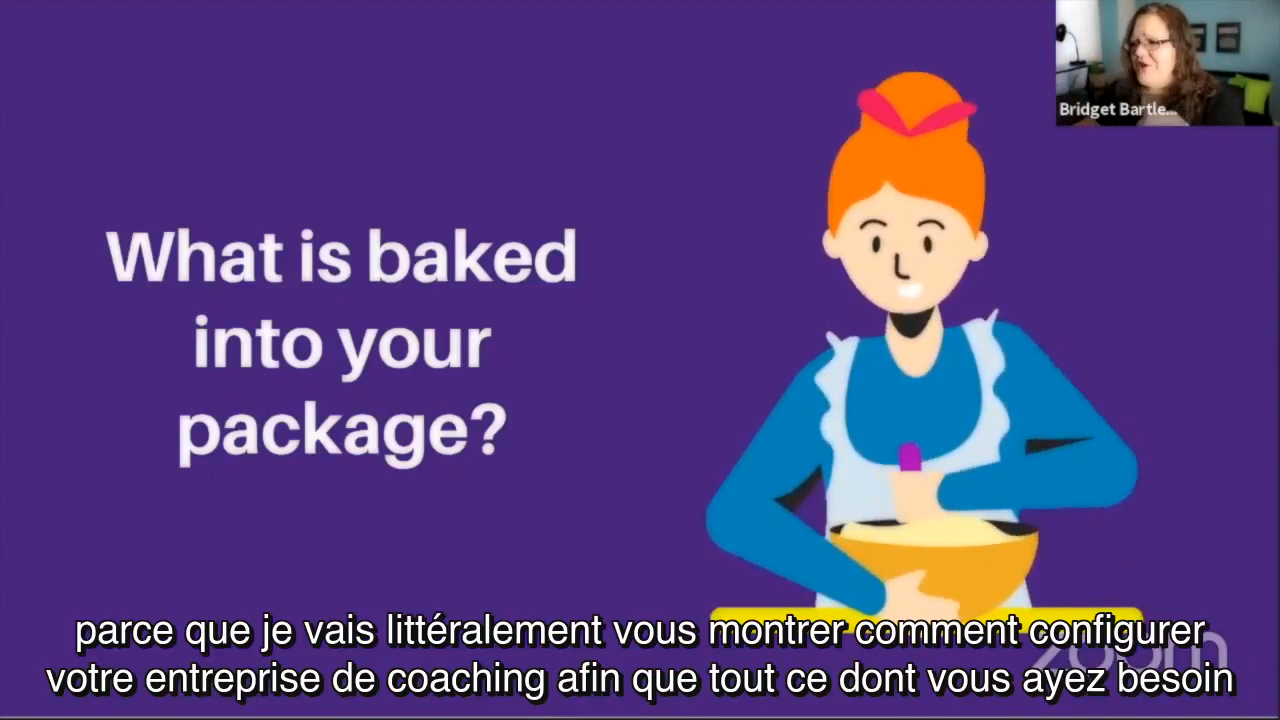 Bridget Bartle...
What is baked
into your
package?
zoom
parce que je vais littéralement vous montrer comment configurer
votre entreprise de coaching afin que tout ce dont vous ayez besoin